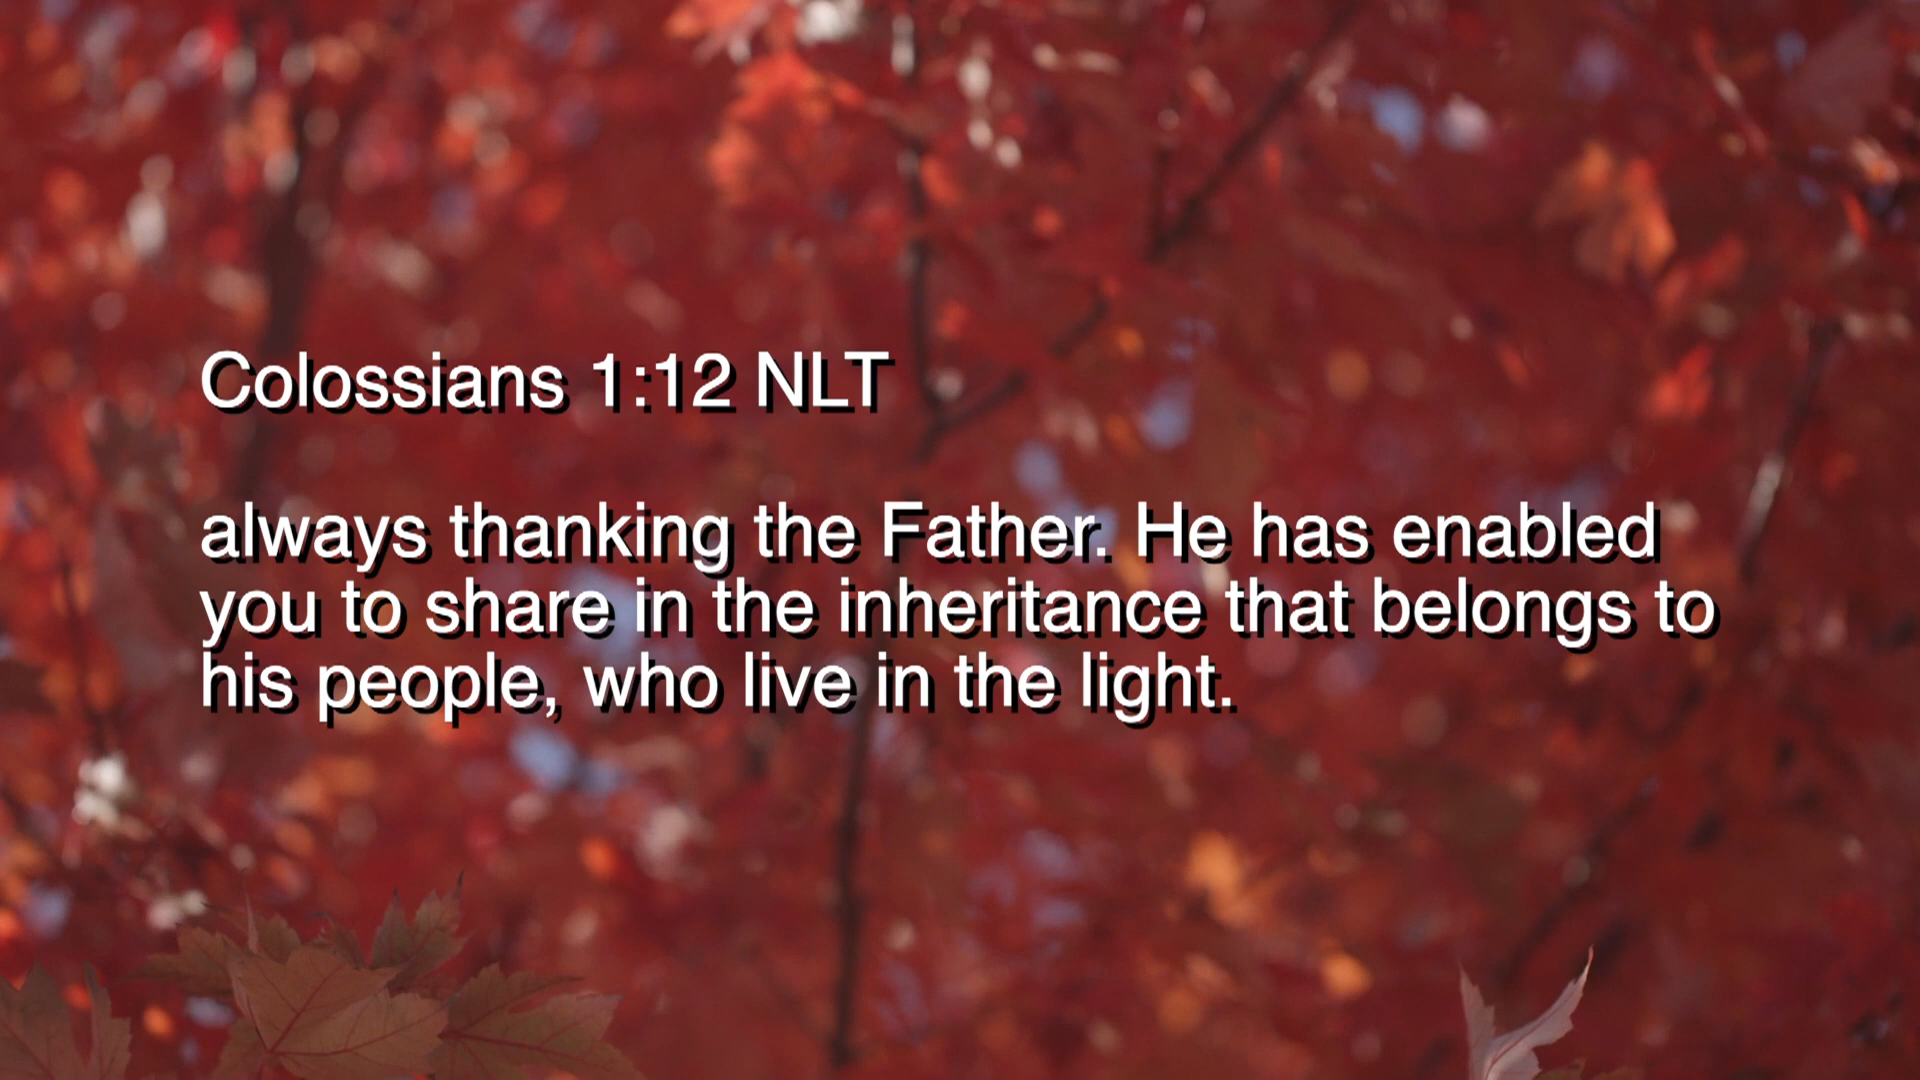 Colossians 1:12 NLT
always thanking the Father. He has enabled
you to share in the inheritance that belongs to
his people, who live in the light.